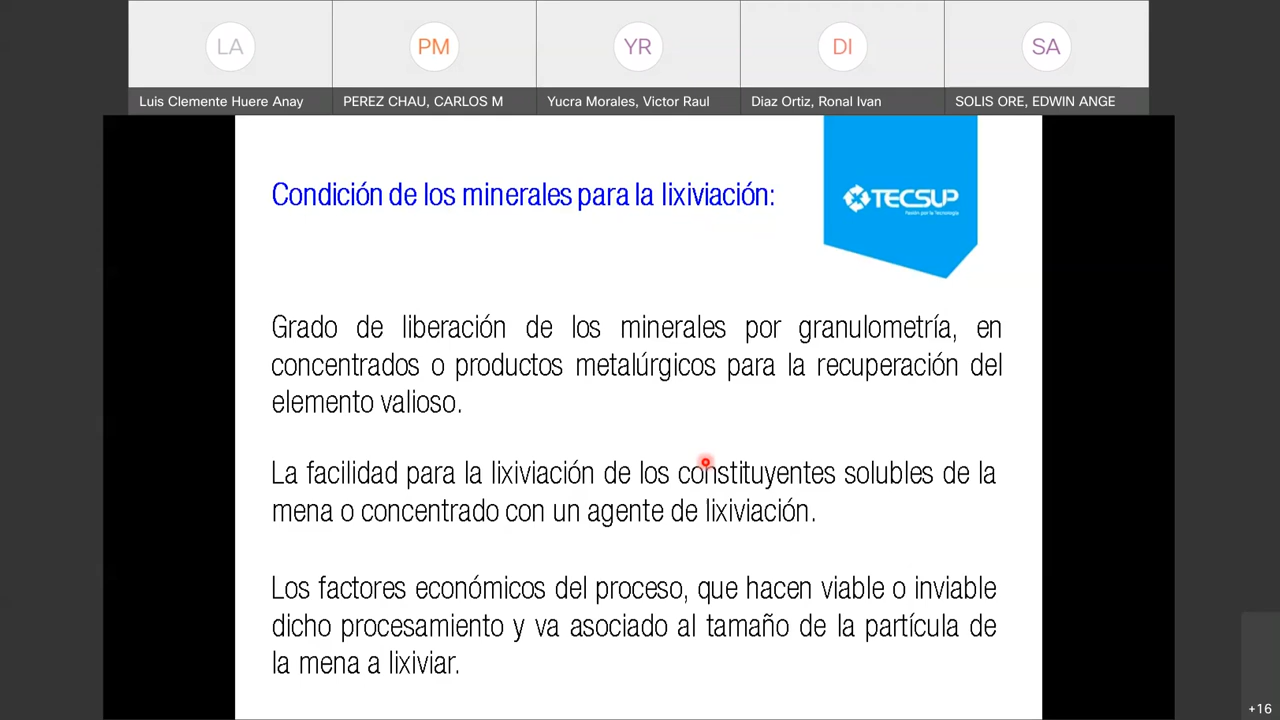 LA
PM
YR
DI
SA
Luis Clemente Huere Anay
PEREZ CHAU, CARLOS M
Yucra Morales, Victor Raul
Diaz Ortiz, Ronal Ivan
SOLIS ORE, EDWIN ANGE
Condición de los minerales para la lixiviación:
TECSUP
Pasión por la Tecnología
Grado de liberación de los minerales por granulometría, en
concentrados o productos metalúrgicos para la recuperación del
elemento valioso.
La facilidad para la lixiviación de los constituyentes solubles de la
mena o concentrado con un agente de lixiviación.
Los factores económicos del proceso, que hacen viable o inviable
dicho procesamiento y va asociado al tamaño de la partícula de
la mena a lixiviar.
+16